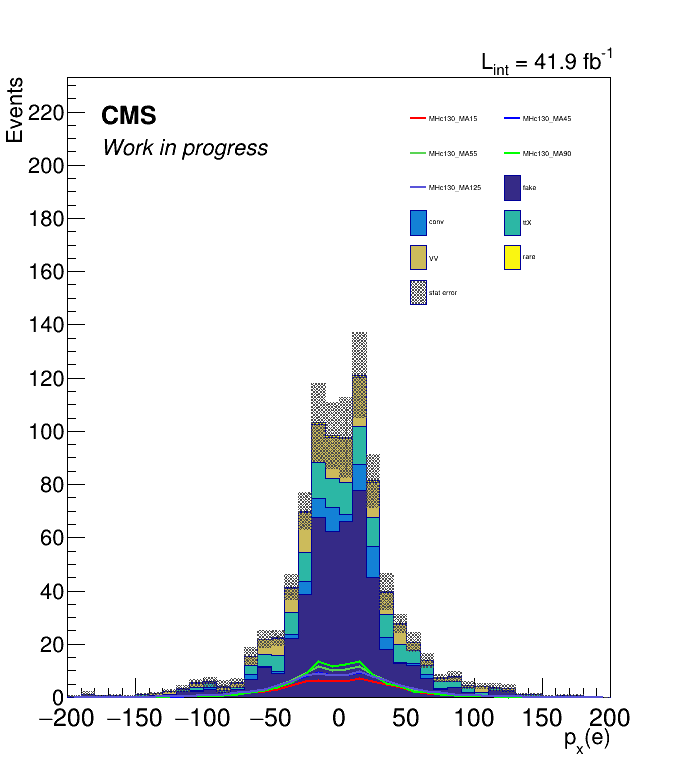 L_int = 41.9 fb^-1
Events
CMS
Work in progress
MHc130_MA15
MHc130_MA45
MHc130_MA55
MHc130_MA90
MHc130_MA125
fake
conv
ttX
VV
rare
stat error
220
200
180
160
140
120
100
80
60
40
20
0
−200 −150 −100 −50 0 50 100 150 200
p_x(e)